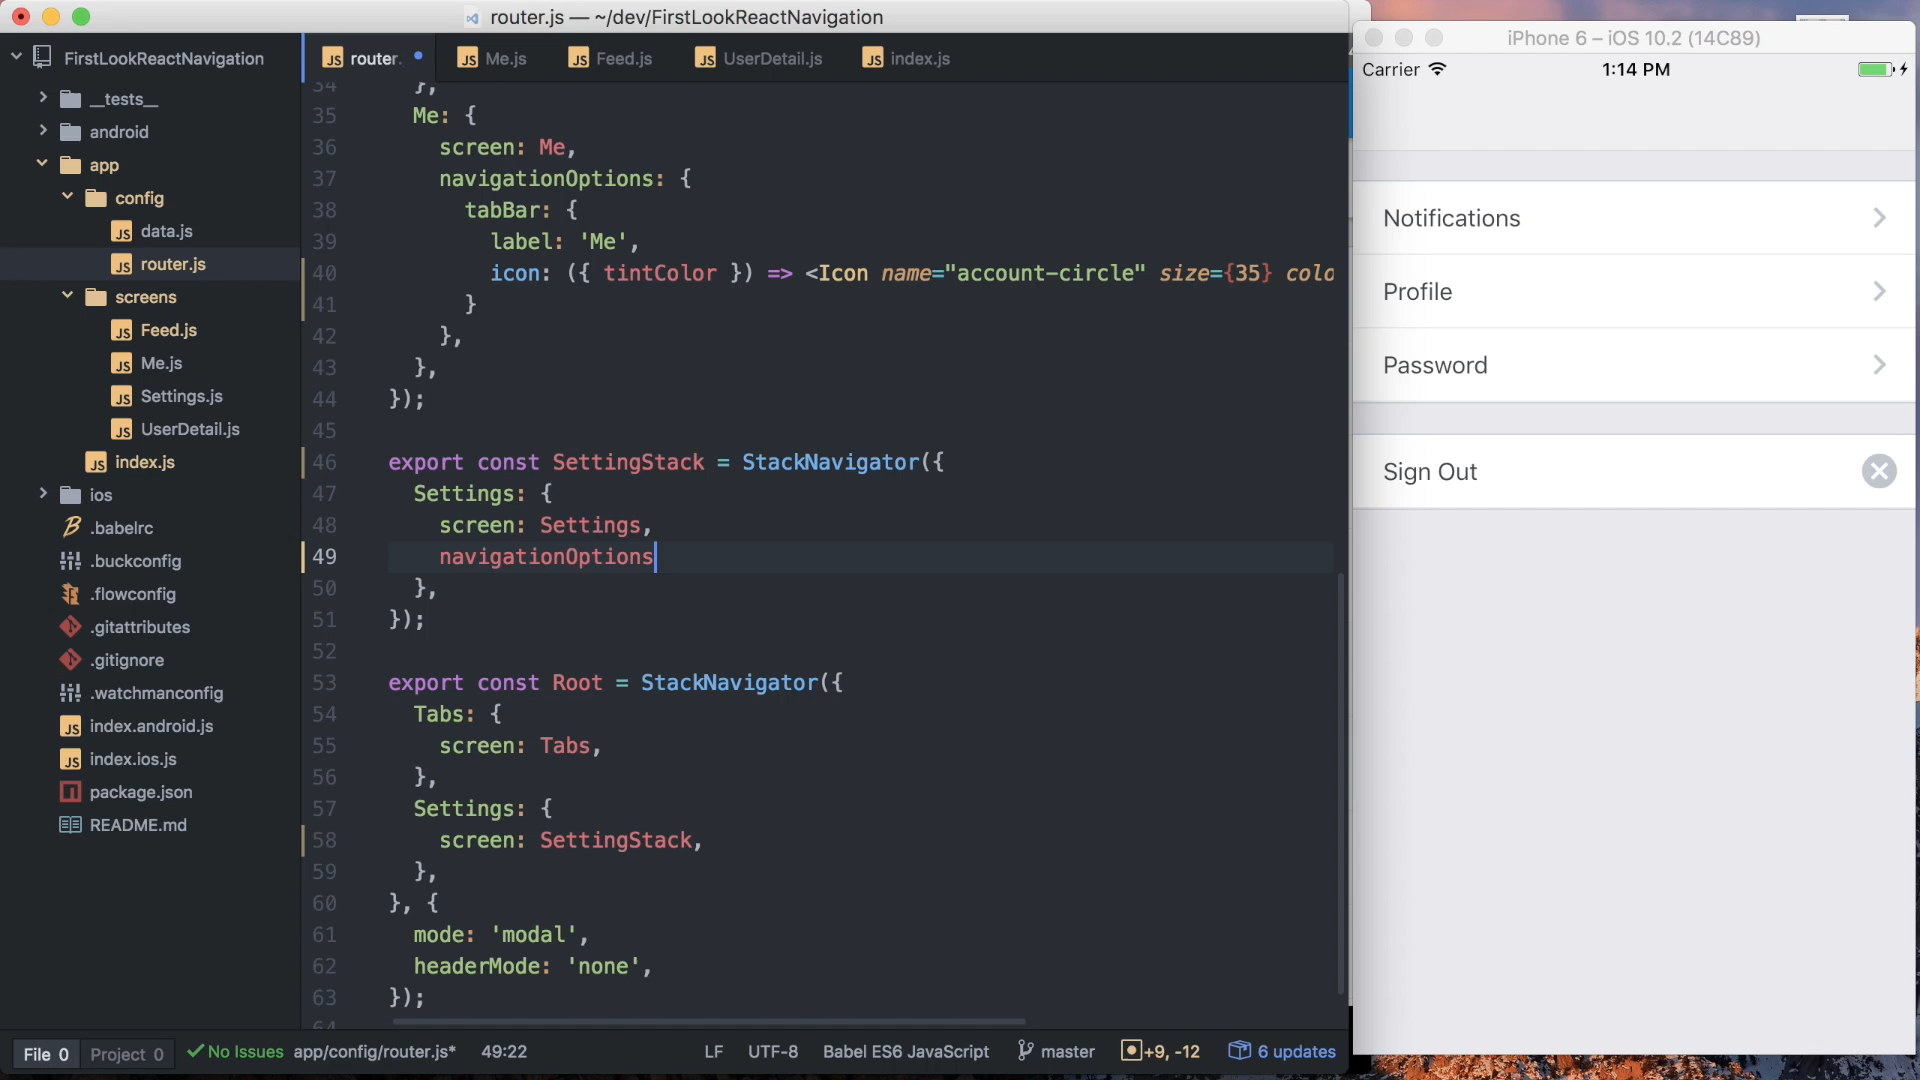 router.js — ~/dev/FirstLookReactNavigation
FirstLookReactNavigation
__tests__
android
app
config
data.js
router.js
screens
Feed.js
Me.js
Settings.js
UserDetail.js
index.js
ios
.babelrc
.buckconfig
.flowconfig
.gitattributes
.gitignore
.watchmanconfig
index.android.js
index.ios.js
package.json
README.md
router. Me.js Feed.js UserDetail.js index.js
34 },
35 Me: {
36 screen: Me,
37 navigationOptions: {
38 tabBar: {
39 label: 'Me',
40 icon: ({ tintColor }) => <Icon name="account-circle" size={35} colo
41 }
42 },
43 },
44 });
45
46 export const SettingStack = StackNavigator({
47 Settings: {
48 screen: Settings,
49 navigationOptions
50 },
51 });
52
53 export const Root = StackNavigator({
54 Tabs: {
55 screen: Tabs,
56 },
57 Settings: {
58 screen: SettingStack,
59 },
60 }, {
61 mode: 'modal',
62 headerMode: 'none',
63 });
64
File 0 Project 0 No Issues app/config/router.js* 49:22 LF UTF-8 Babel ES6 JavaScript master +9, -12 6 updates
iPhone 6 – iOS 10.2 (14C89)
Carrier 1:14 PM
Notifications
Profile
Password
Sign Out